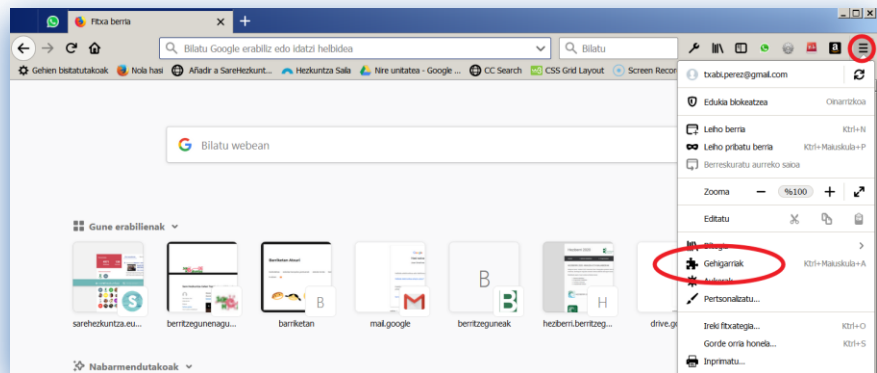 Fitxa berria
Bilatu Google erabiliz edo idatzi helbidea
Bilatu
Gehien bisitatutakoak Nola hasi Añadir a SareHezkunt... Hezkuntza Saila Nire unitatea - Google ... CC Search CSS Grid Layout Screen Recor
txabi.perez@gmail.com
Edukia blokeatzea Oinarrizkoa
Leiho berria Ktrl+N
Leiho pribatu berria Ktrl+Maiuskula+P
Berreskuratu aurreko saioa
Zooma %100
Editatu
Gehigarriak Ktrl+Maiuskula+A
Aukerak
Pertsonalizatu...
Ireki fitxategia... Ktrl+O
Gorde orria honela... Ktrl+S
Inprimatu...
Bilatu webean
Gune erabilienak
Berriketan Ahour!
B
B
H
sarehezkuntza.eu... berritzegunenagu... barriketan mail.google berritzeguneak heziberri.berritzeg... drive.go
Nabarmendutakoak